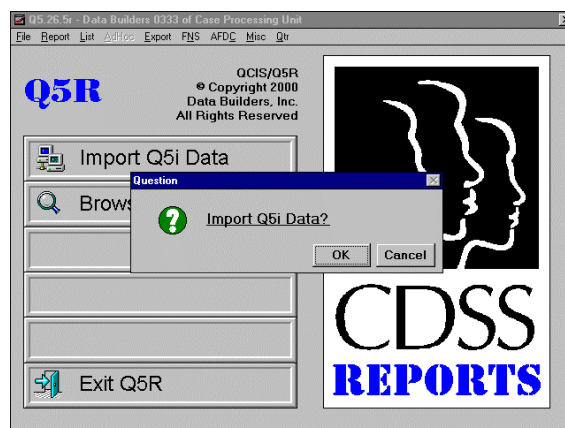 Q5.26.5r - Data Builders 0333 of Case Processing Unit
File Report List AdHoc Export FNS AFDC Misc Qtr
Q5R
QCIS/Q5R
© Copyright 2000
Data Builders, Inc.
All Rights Reserved
Import Q5i Data
Brows
Question
Import Q5i Data?
OK Cancel
Exit Q5R
CDSS
REPORTS